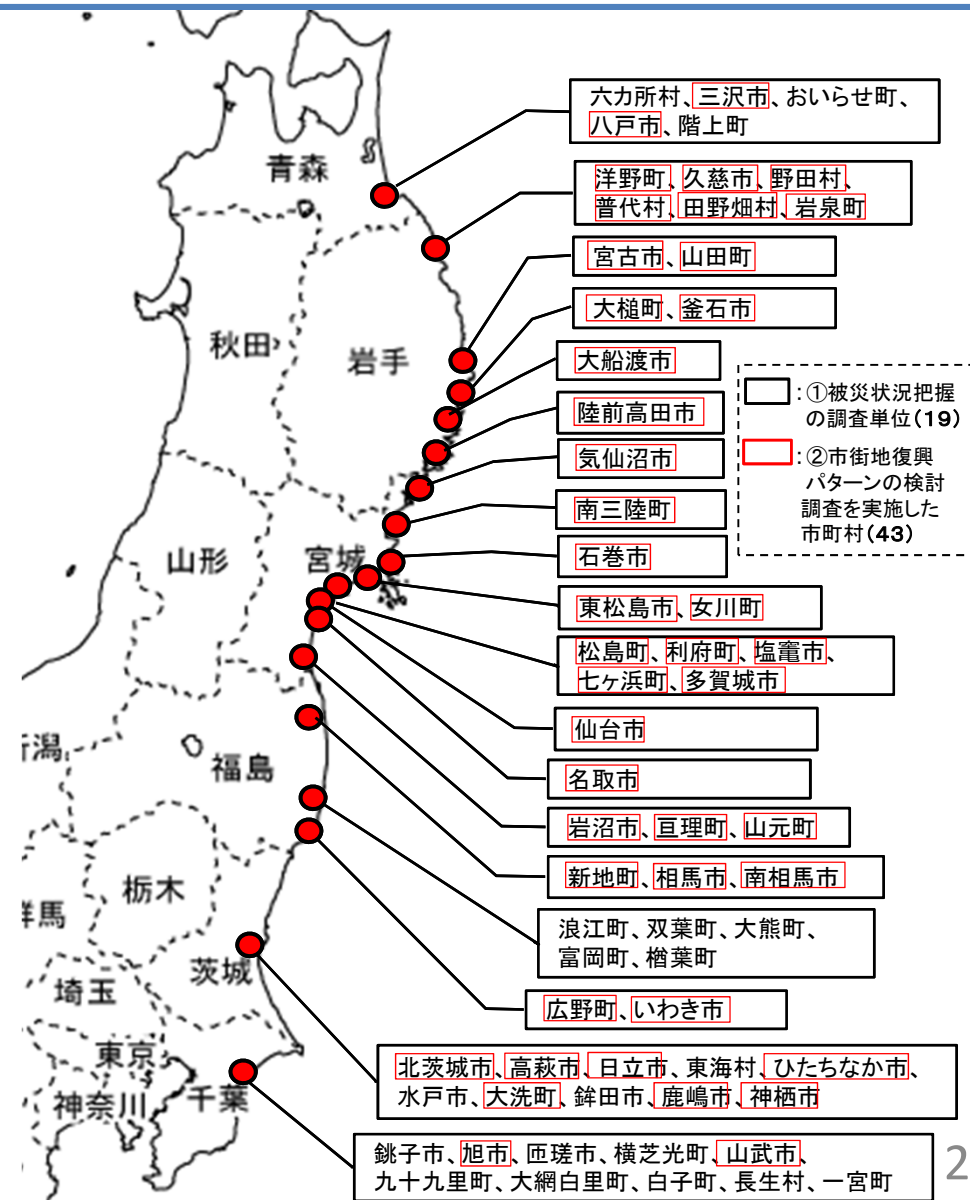 六カ所村、三沢市、おいらせ町、
八戸市、階上町
青森
洋野町、久慈市、野田村、
普代村、田野畑村、岩泉町
宮古市、山田町
大槌町、釜石市
秋田
岩手
大船渡市
:①被災状況把握
の調査単位(19)
陸前高田市
:②市街地復興
パターンの検討
調査を実施した
市町村(43)
気仙沼市
南三陸町
山形
宮城
石巻市
東松島市、女川町
松島町、利府町、塩竈市、
七ヶ浜町、多賀城市
仙台市
潟
福島
名取市
岩沼市、亘理町、山元町
新地町、相馬市、南相馬市
栃木
群馬
浪江町、双葉町、大熊町、
富岡町、楢葉町
茨城
埼玉
広野町、いわき市
東京
北茨城市、高萩市、日立市、東海村、ひたちなか市、
水戸市、大洗町、鉾田市、鹿嶋市、神栖市
神奈川
千葉
銚子市、旭市、匝瑳市、横芝光町、山武市、
九十九里町、大網白里町、白子町、長生村、一宮町
2